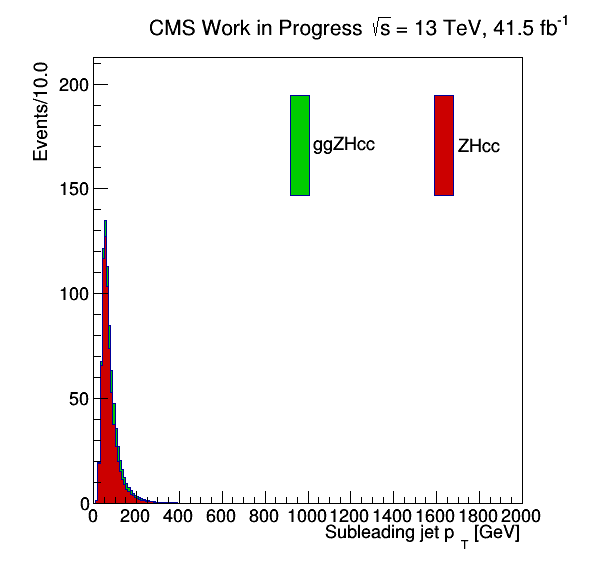 CMS Work in Progress √s = 13 TeV, 41.5 fb⁻¹
Events/10.0
200
150
100
50
0
ggZHcc
ZHcc
0 200 400 600 800 1000 1200 1400 1600 1800 2000
Subleading jet p_T [GeV]